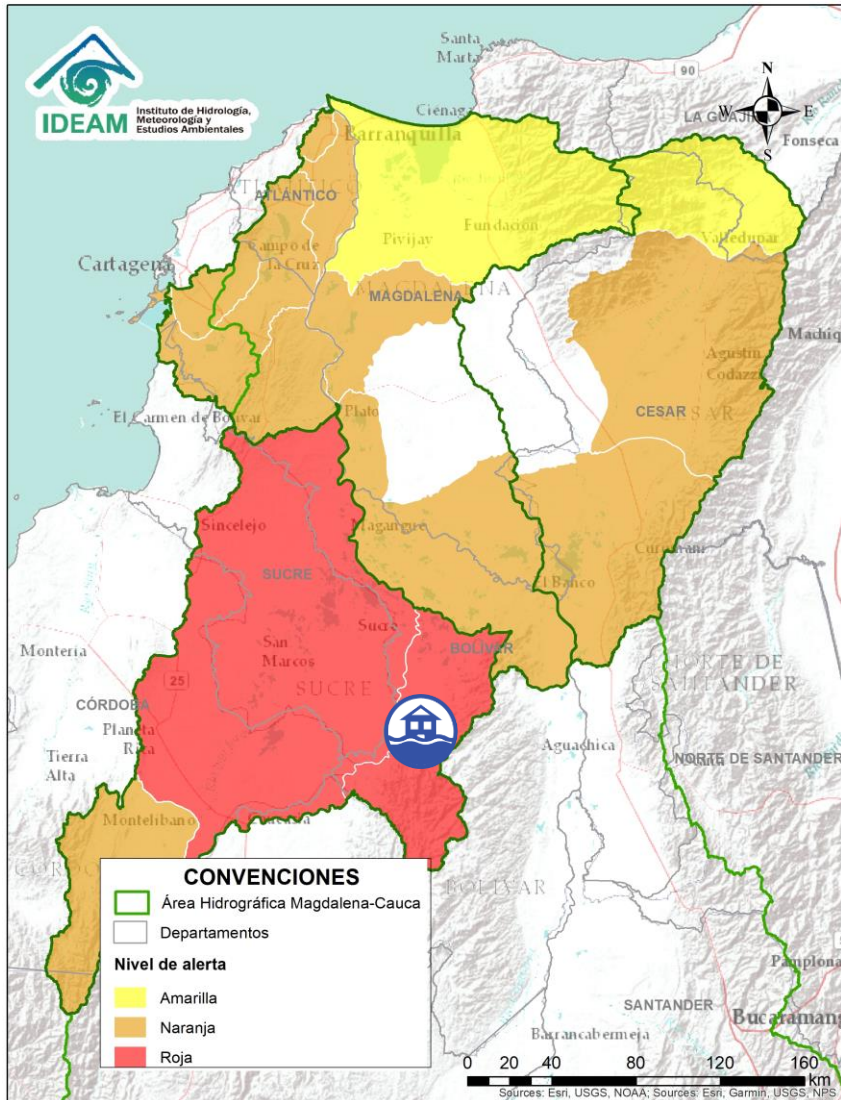 IDEAM
Instituto de Hidrología,
Meteorología y
Estudios Ambientales
Santa
Marta
90
N
W
E
S
LA GUAJIRA
Fonseca
Ciénaga
Barranquilla
ATLÁNTICO
Campo de
la Cruz
Pivijay
Fundación
Valledupar
Cartagena
MAGDALENA
Agustín
Codazzi
El Carmen de Bolívar
Plato
CESAR
CESAR
Sincelejo
Magangue
SUCRE
El Banco
Sucre
San
Marcos
SUCRE
BOLÍVAR
Montería
25
CÓRDOBA
Planeta
Rica
Tierra
Alta
NORTE DE
SANTANDER
Aguachica
NORTE DE SANTANDER
Montelíbano
BOLÍVAR
CONVENCIONES
Área Hidrográfica Magdalena-Cauca
Departamentos
Nivel de alerta
Amarilla
Naranja
Roja
Pamplona
SANTANDER
Bucaramang
Barrancabermeja
0 20 40 80 120 160
Km
Sources: Esri, USGS, NOAA; Sources: Esri, Garmin, USGS, NPS